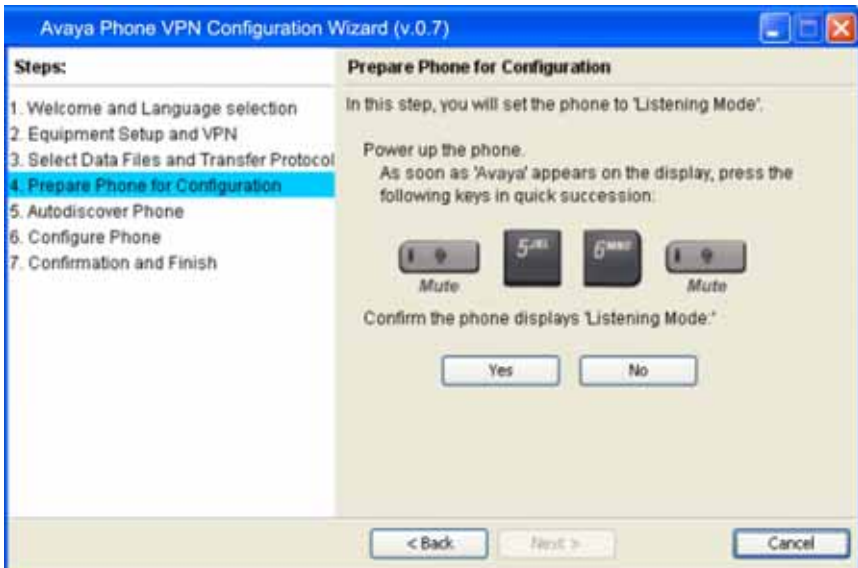 Avaya Phone VPN Configuration Wizard (v.0.7)
Steps:
1. Welcome and Language selection
2. Equipment Setup and VPN
3. Select Data Files and Transfer Protocol
4. Prepare Phone for Configuration
5. Autodiscover Phone
6. Configure Phone
7. Confirmation and Finish
Prepare Phone for Configuration
In this step, you will set the phone to 'Listening Mode'.
Power up the phone.
As soon as 'Avaya' appears on the display, press the
following keys in quick succession:
5 JKL 6 MNO
Mute Mute
Confirm the phone displays 'Listening Mode:'
Yes No
< Back Next > Cancel